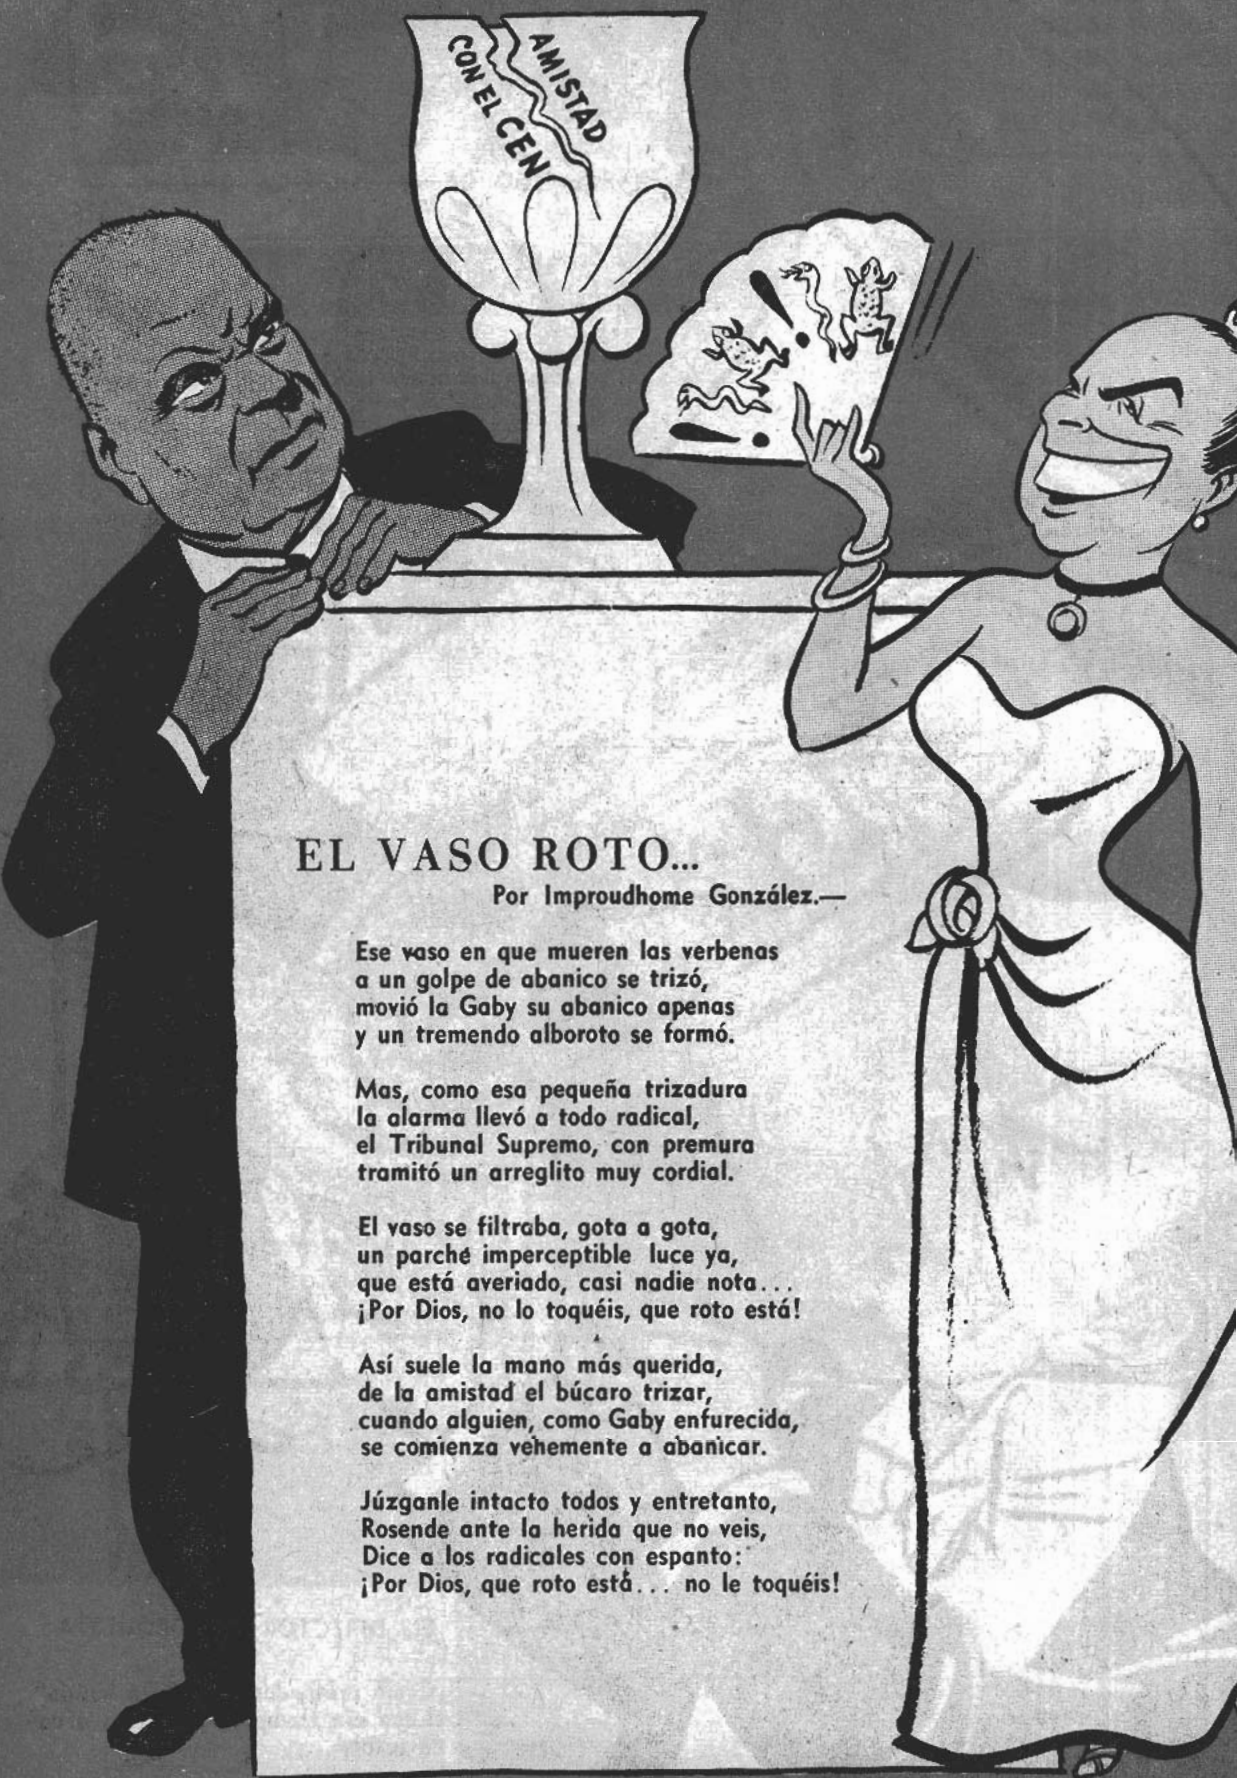 AMISTAD
CON EL CEN
EL VASO ROTO...
Por Improudhome González.—
Ese vaso en que mueren las verbenas
a un golpe de abanico se trizó,
movió la Gaby su abanico apenas
y un tremendo alboroto se formó.
Mas, como esa pequeña trizadura
la alarma llevó a todo radical,
el Tribunal Supremo, con premura
tramitó un arreglito muy cordial.
El vaso se filtraba, gota a gota,
un parché imperceptible luce ya,
que está averiado, casi nadie nota...
¡Por Dios, no lo toquéis, que roto está!
Así suele la mano más querida,
de la amistad el búcaro trizar,
cuando alguien, como Gaby enfurecida,
se comienza vehemente a abanicar.
Júzganle intacto todos y entretanto,
Rosende ante la herida que no veis,
Dice a los radicales con espanto:
¡Por Dios, que roto está... no le toquéis!